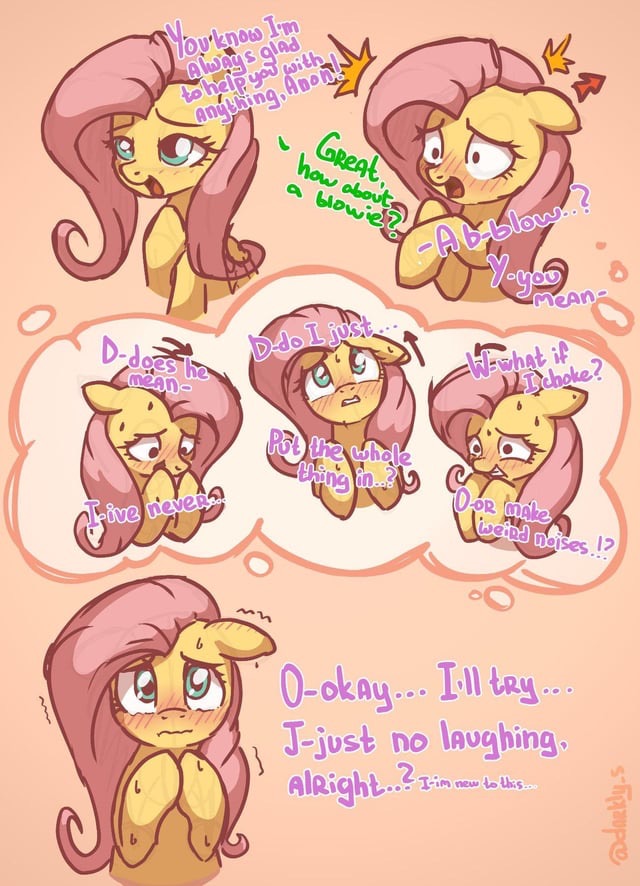 You know I'm
Always glad
to help you with
anything, Anon!
Great,
how about
a blowie?
-A b-blow..?
Y-you
mean-
D-does he
mean-
I-ive never...
D-do I just...
Put the whole
thing in..?
W-what if
I choke?
O-or make
weird noises!?
O-okay... I'll try...
J-just no laughing,
alright..? I-im new to this...
@darkly_s